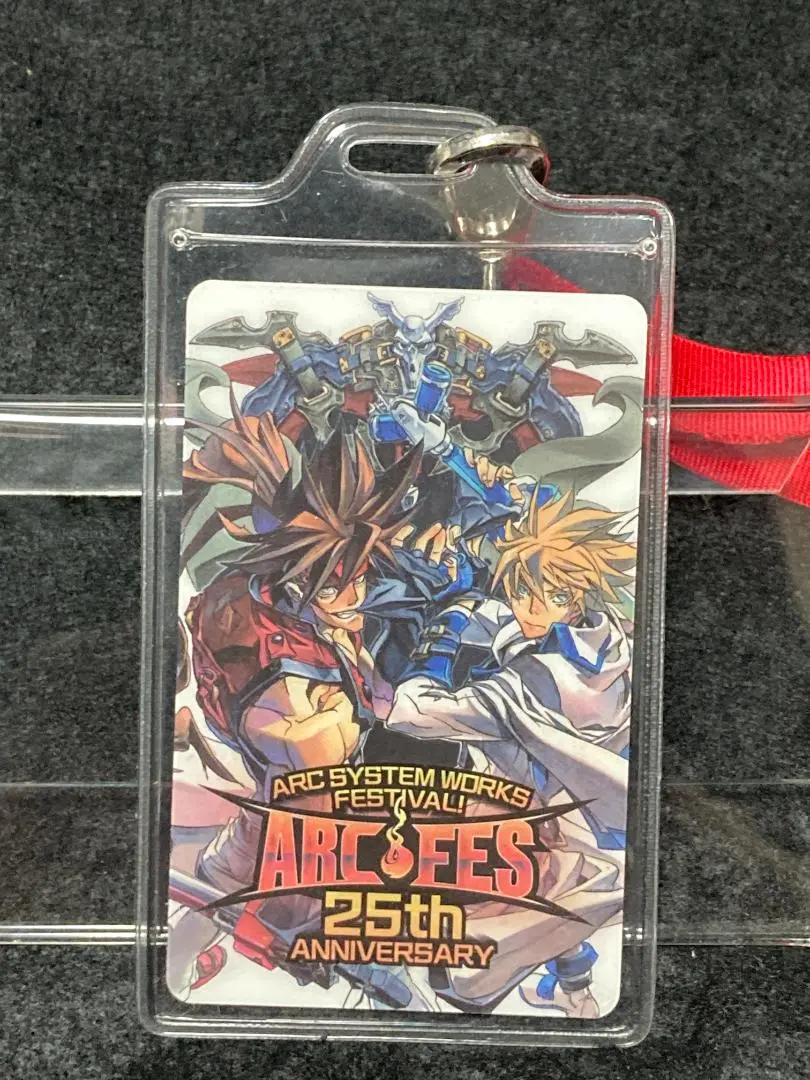 ARC SYSTEM WORKS
FESTIVAL!
ARC FES
25th
ANNIVERSARY